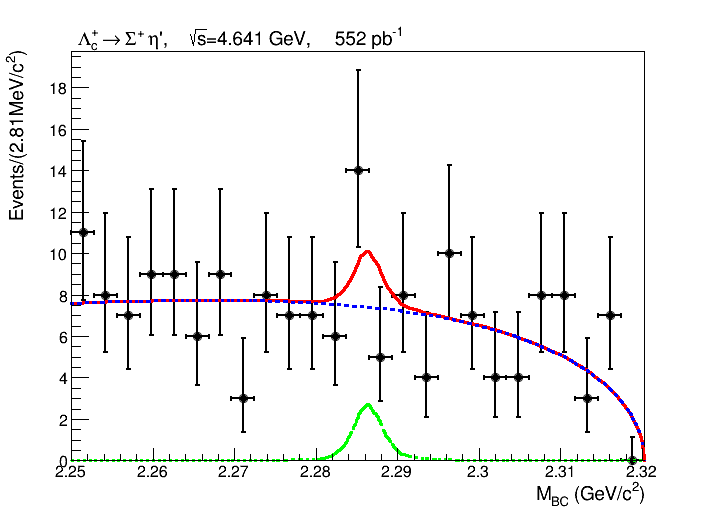 Λc+ → Σ+ η', √s=4.641 GeV, 552 pb-1
Events/(2.81MeV/c2)
18
16
14
12
10
8
6
4
2
0
2.25 2.26 2.27 2.28 2.29 2.3 2.31 2.32
MBC (GeV/c2)